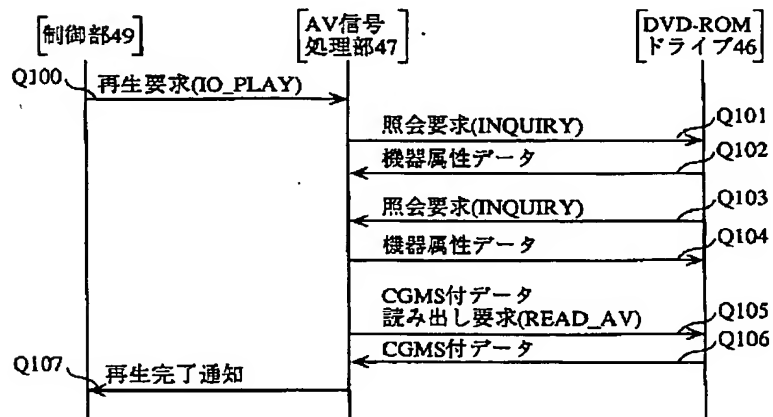 制御部49
AV信号
処理部47
DVD-ROM
ドライブ46
Q100
再生要求(IO_PLAY)
Q101
照会要求(INQUIRY)
Q102
機器属性データ
Q103
照会要求(INQUIRY)
Q104
機器属性データ
CGMS付データ
読み出し要求(READ_AV)
Q105
Q106
CGMS付データ
Q107
再生完了通知